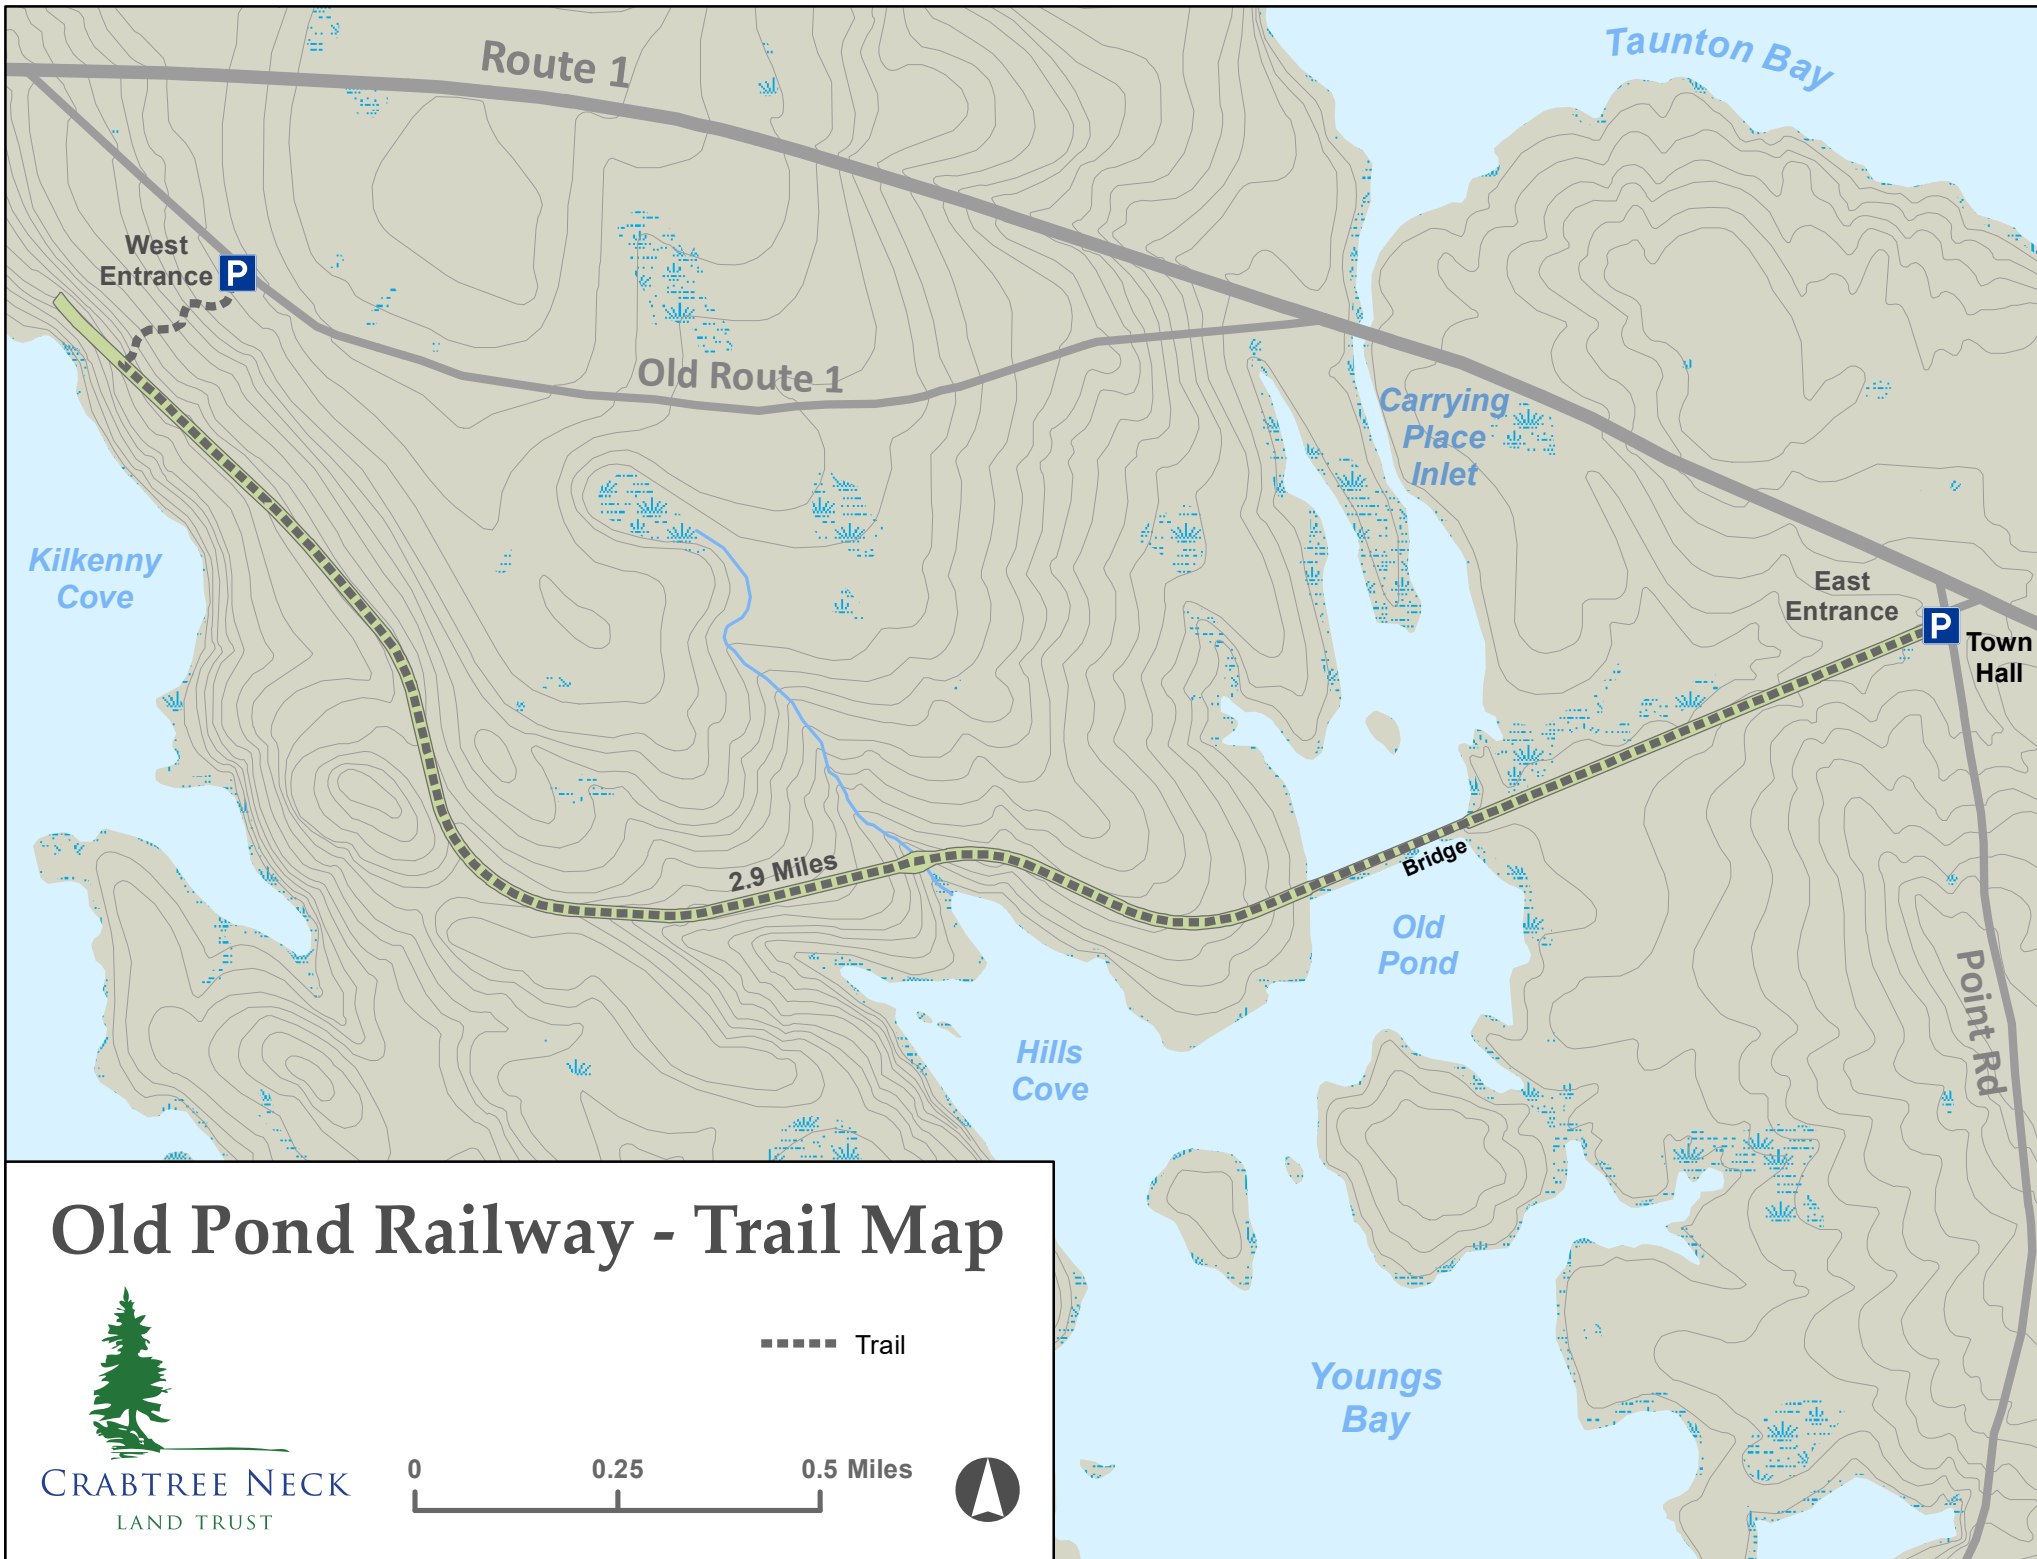 Taunton Bay
Route 1
West
Entrance
P
Old Route 1
Carrying
Place
Inlet
Kilkenny
Cove
East
Entrance
P
Town
Hall
2.9 Miles
Bridge
Old
Pond
Point Rd
Hills
Cove
Youngs
Bay
Old Pond Railway - Trail Map
Trail
0 0.25 0.5 Miles
CRABTREE NECK
LAND TRUST